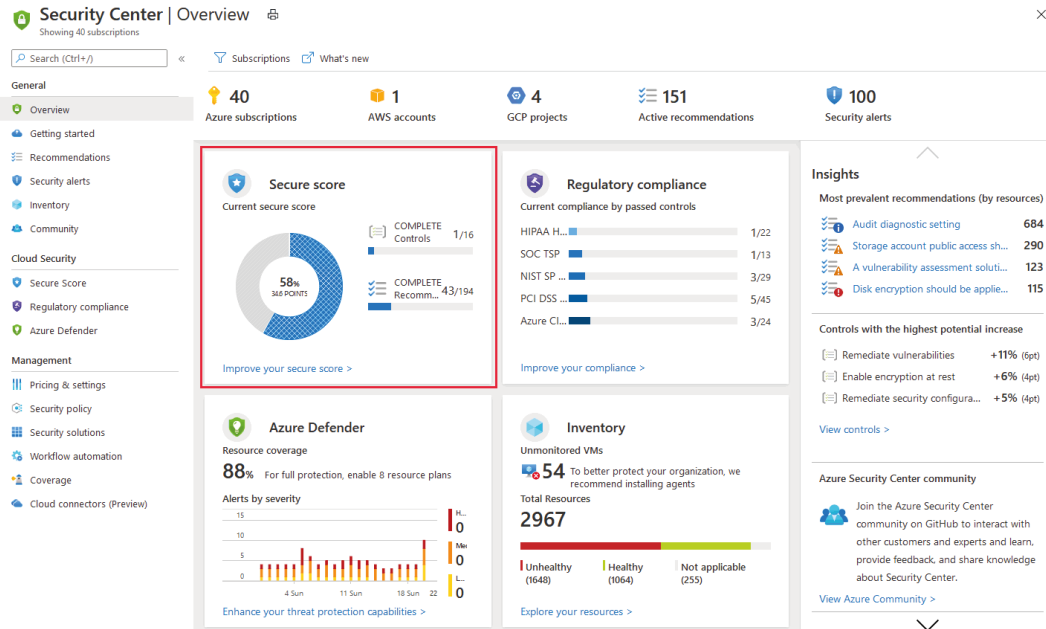 Security Center | Overview
Showing 40 subscriptions
Search (Ctrl+/)
«
Subscriptions
What's new
General
Overview
Getting started
Recommendations
Security alerts
Inventory
Community
Cloud Security
Secure Score
Regulatory compliance
Azure Defender
Management
Pricing & settings
Security policy
Security solutions
Workflow automation
Coverage
Cloud connectors (Preview)
40
Azure subscriptions
1
AWS accounts
4
GCP projects
151
Active recommendations
100
Security alerts
Secure score
Current secure score
58%
346 POINTS
COMPLETE
Controls
1/16
COMPLETE
Recomm...
43/194
Improve your secure score >
Regulatory compliance
Current compliance by passed controls
HIPAA H... 1/22
SOC TSP 1/13
NIST SP ... 3/29
PCI DSS ... 5/45
Azure CI... 3/24
Improve your compliance >
Azure Defender
Resource coverage
88% For full protection, enable 8 resource plans
Alerts by severity
15
10
5
0
4 Sun 11 Sun 18 Sun 22
H...
0
Me
0
L...
0
Enhance your threat protection capabilities >
Inventory
Unmonitored VMs
54 To better protect your organization, we
recommend installing agents
Total Resources
2967
Unhealthy
(1648)
Healthy
(1064)
Not applicable
(255)
Explore your resources >
Insights
Most prevalent recommendations (by resources)
Audit diagnostic setting 684
Storage account public access sh... 290
A vulnerability assessment soluti... 123
Disk encryption should be applie... 115
Controls with the highest potential increase
Remediate vulnerabilities +11% (6pt)
Enable encryption at rest +6% (4pt)
Remediate security configura... +5% (4pt)
View controls >
Azure Security Center community
Join the Azure Security Center
community on GitHub to interact with
other customers and experts and learn,
provide feedback, and share knowledge
about Security Center.
View Azure Community >